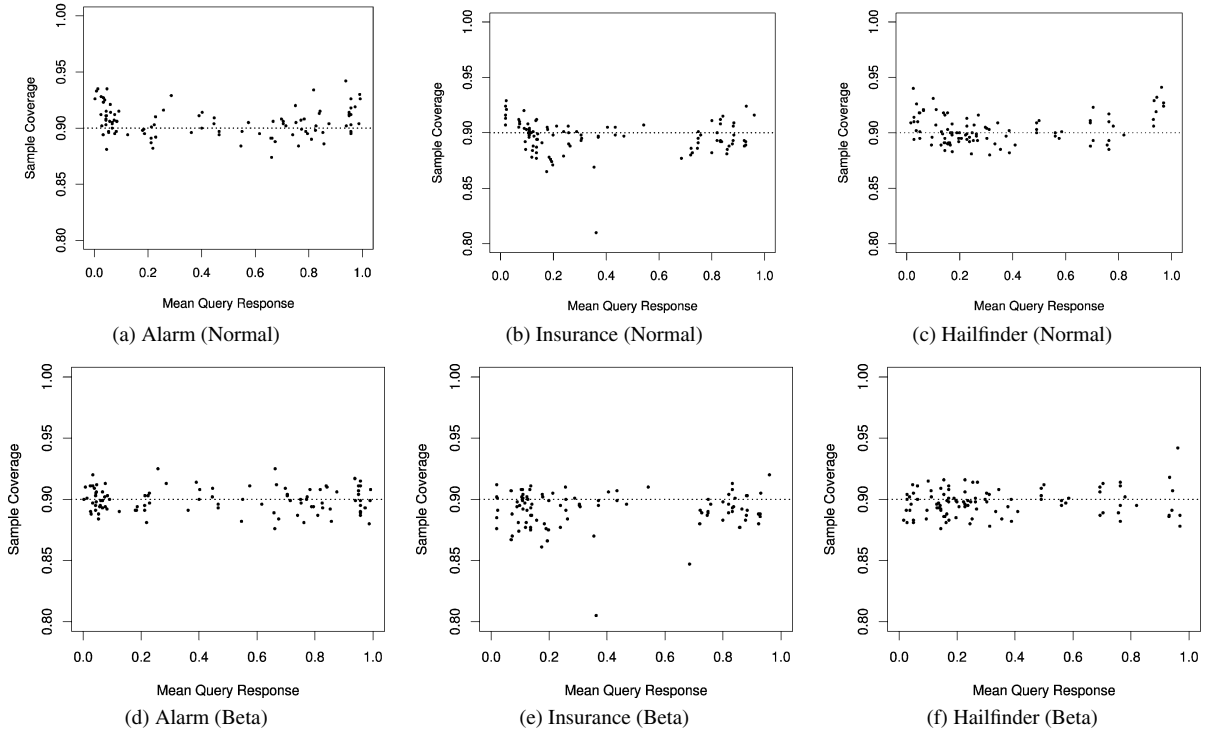 1.00
0.95
0.90
0.85
0.80
Sample Coverage
0.0 0.2 0.4 0.6 0.8 1.0
Mean Query Response
(a) Alarm (Normal)
1.00
0.95
0.90
0.85
0.80
Sample Coverage
0.0 0.2 0.4 0.6 0.8 1.0
Mean Query Response
(b) Insurance (Normal)
1.00
0.95
0.90
0.85
0.80
Sample Coverage
0.0 0.2 0.4 0.6 0.8 1.0
Mean Query Response
(c) Hailfinder (Normal)
1.00
0.95
0.90
0.85
0.80
Sample Coverage
0.0 0.2 0.4 0.6 0.8 1.0
Mean Query Response
(d) Alarm (Beta)
1.00
0.95
0.90
0.85
0.80
Sample Coverage
0.0 0.2 0.4 0.6 0.8 1.0
Mean Query Response
(e) Insurance (Beta)
1.00
0.95
0.90
0.85
0.80
Sample Coverage
0.0 0.2 0.4 0.6 0.8 1.0
Mean Query Response
(f) Hailfinder (Beta)